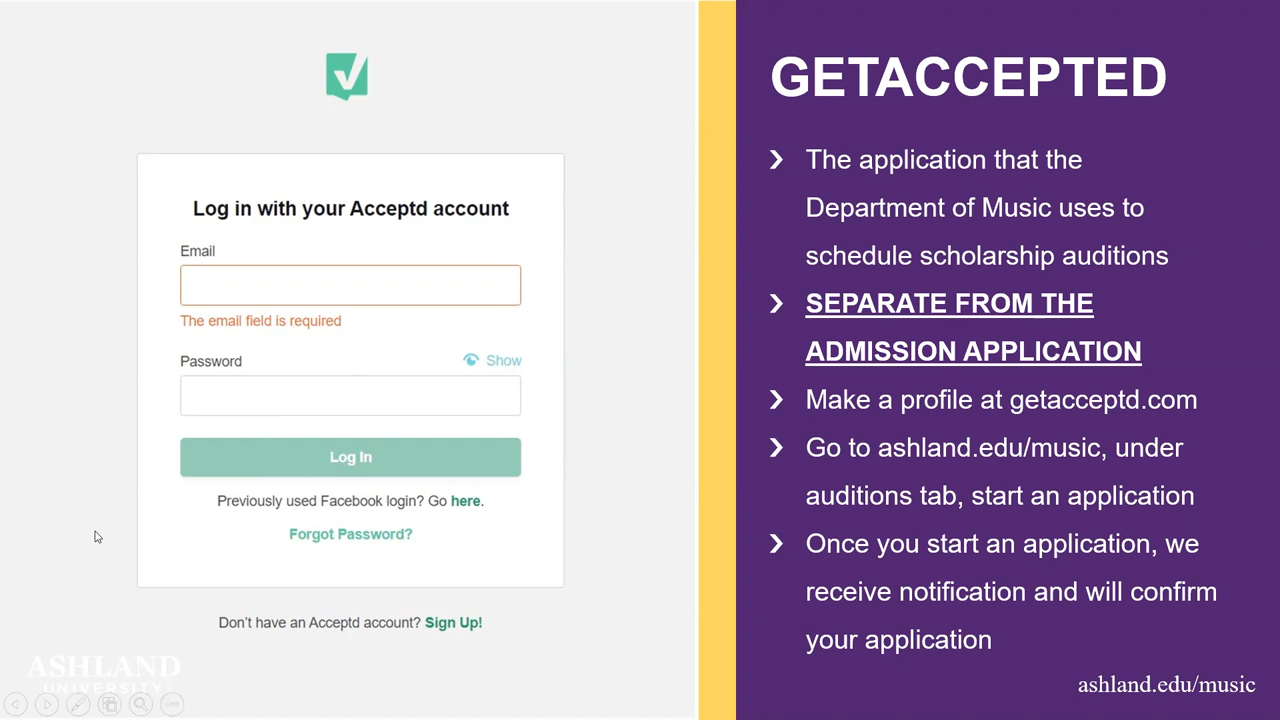 Log in with your Acceptd account
Email
The email field is required
Password
Show
Log In
Previously used Facebook login? Go here.
Forgot Password?
Don't have an Acceptd account? Sign Up!
ASHLAND
UNIVERSITY
GETACCEPTED
The application that the
Department of Music uses to
schedule scholarship auditions
SEPARATE FROM THE
ADMISSION APPLICATION
Make a profile at getacceptd.com
Go to ashland.edu/music, under
auditions tab, start an application
Once you start an application, we
receive notification and will confirm
your application
ashland.edu/music